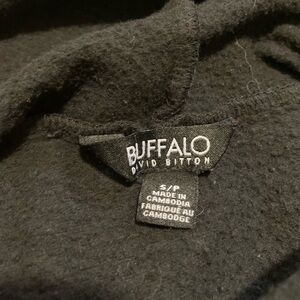 BUFFALO
DAVID BITTON
S/P
MADE IN
CAMBODIA
FABRIQUÉ AU
CAMBODGE